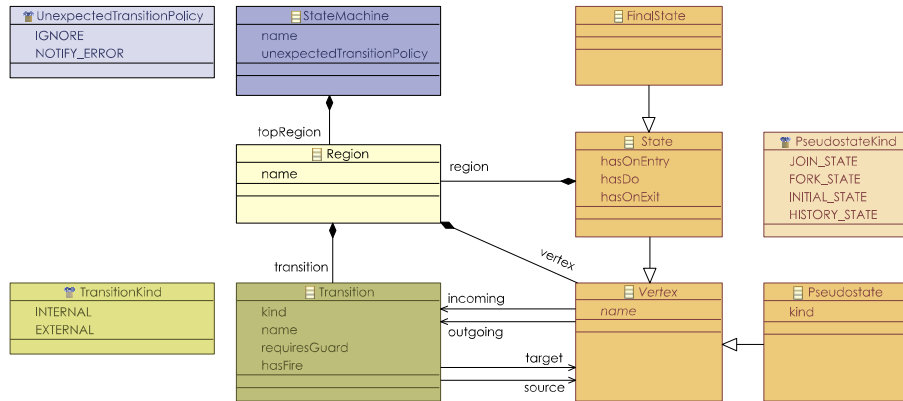 UnexpectedTransitionPolicy
IGNORE
NOTIFY_ERROR
StateMachine
name
unexpectedTransitionPolicy
FinalState
topRegion
Region
name
region
State
hasOnEntry
hasDo
hasOnExit
PseudostateKind
JOIN_STATE
FORK_STATE
INITIAL_STATE
HISTORY_STATE
transition
vertex
TransitionKind
INTERNAL
EXTERNAL
Transition
kind
name
requiresGuard
hasFire
incoming
outgoing
target
source
Vertex
name
Pseudostate
kind